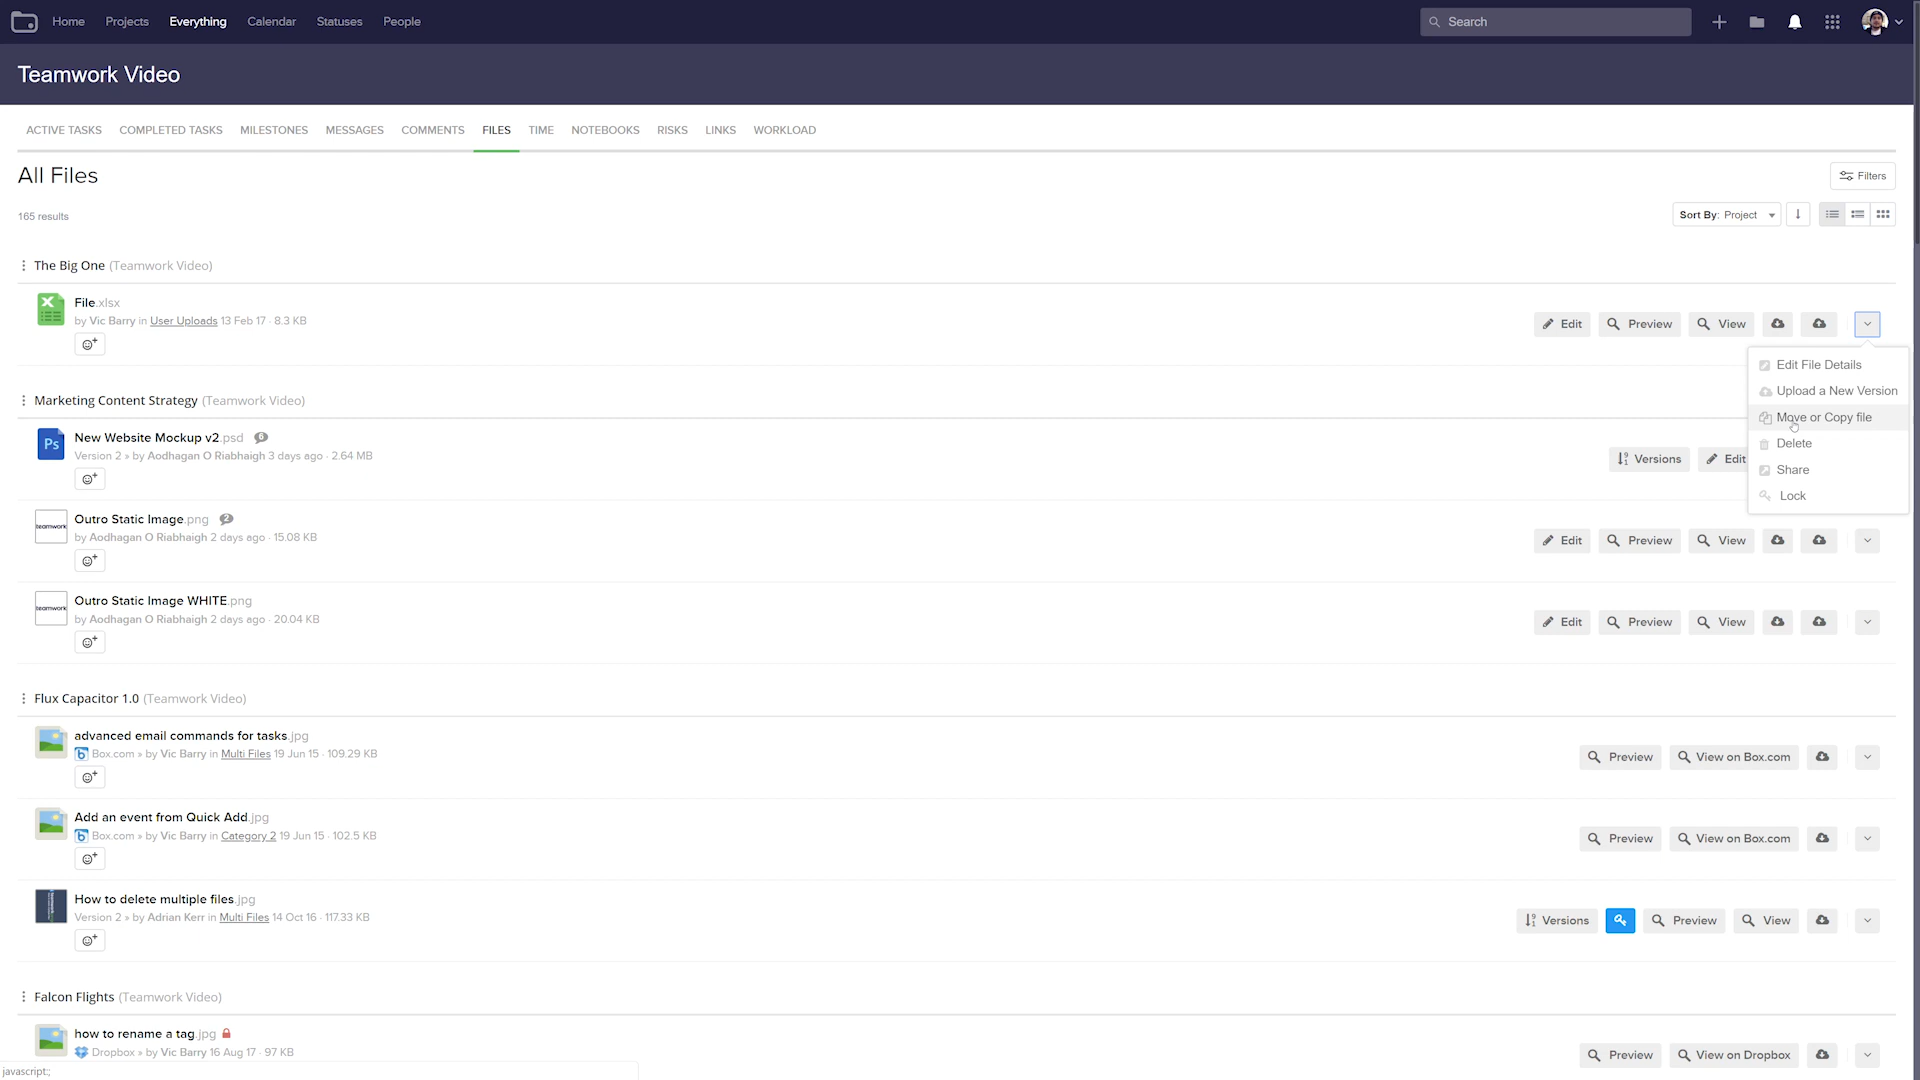 Home Projects Everything Calendar Statuses People Search
Teamwork Video
ACTIVE TASKS COMPLETED TASKS MILESTONES MESSAGES COMMENTS FILES TIME NOTEBOOKS RISKS LINKS WORKLOAD
All Files
Filters
165 results
Sort By: Project
The Big One (Teamwork Video)
File.xlsx
by Vic Barry in User Uploads 13 Feb 17 · 8.3 KB
Edit Preview View
Edit File Details
Upload a New Version
Move or Copy file
Delete
Share
Lock
Marketing Content Strategy (Teamwork Video)
New Website Mockup v2.psd 6
Version 2 » by Aodhagan O Riabhaigh 3 days ago · 2.64 MB
Ps
Versions Edit
Outro Static Image.png 2
by Aodhagan O Riabhaigh 2 days ago · 15.08 KB
teamwork
Edit Preview View
Outro Static Image WHITE.png
by Aodhagan O Riabhaigh 2 days ago · 20.04 KB
teamwork
Edit Preview View
Flux Capacitor 1.0 (Teamwork Video)
advanced email commands for tasks.jpg
Box.com » by Vic Barry in Multi Files 19 Jun 15 · 109.29 KB
Preview View on Box.com
Add an event from Quick Add.jpg
Box.com » by Vic Barry in Category 2 19 Jun 15 · 102.5 KB
Preview View on Box.com
How to delete multiple files.jpg
Version 2 » by Adrian Kerr in Multi Files 14 Oct 16 · 117.33 KB
Versions Preview View
Falcon Flights (Teamwork Video)
how to rename a tag.jpg
Dropbox » by Vic Barry 16 Aug 17 · 97 KB
Preview View on Dropbox
javascript:;